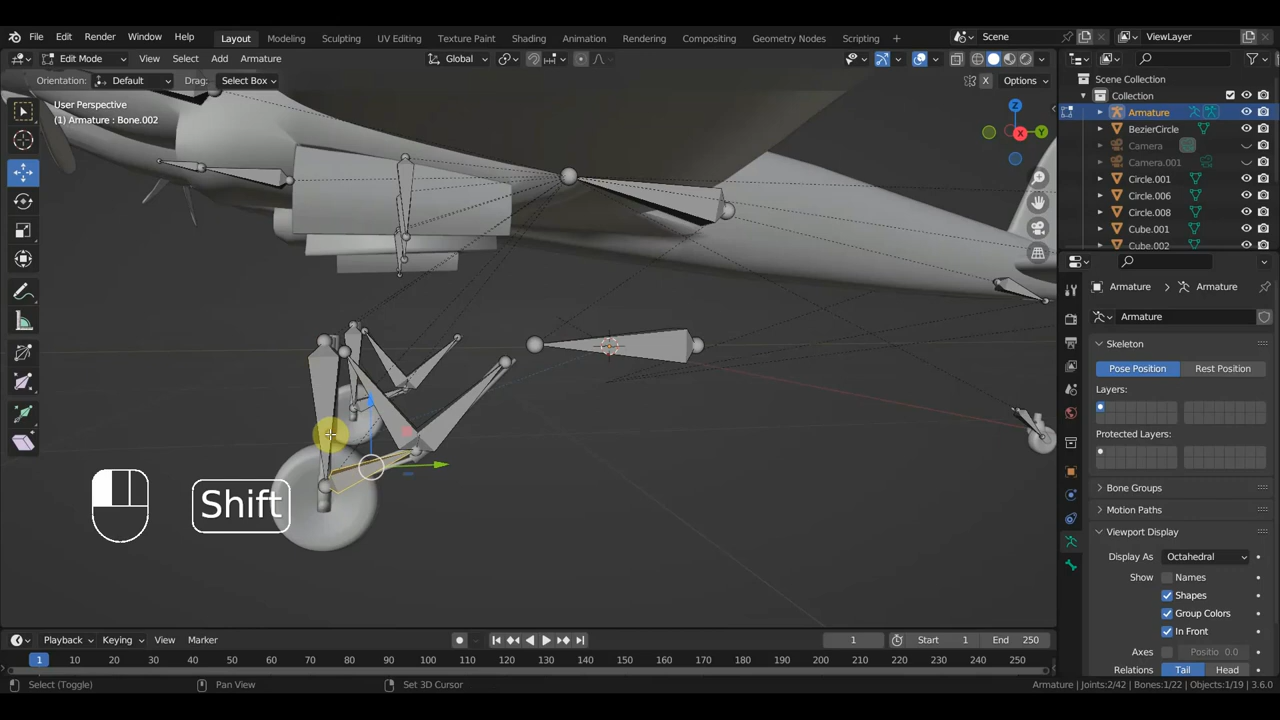 File Edit Render Window Help Layout Modeling Sculpting UV Editing Texture Paint Shading Animation Rendering Compositing Geometry Nodes Scripting + Scene ViewLayer
Edit Mode View Select Add Armature Global
Orientation: Default Drag: Select Box X Options
User Perspective
(1) Armature : Bone.002
Z
X
Y
Scene Collection
Collection
Armature
BezierCircle
Camera
Camera.001
Circle.001
Circle.006
Circle.008
Cube.001
Cube.002
Armature > Armature
Armature
Skeleton
Pose Position Rest Position
Layers:
Protected Layers:
Bone Groups
Motion Paths
Viewport Display
Display As Octahedral
Show Names
Shapes
Group Colors
In Front
Axes Positio 0.0
Relations Tail Head
Shift
Playback Keying View Marker 1 Start 1 End 250
1 10 20 30 40 50 60 70 80 90 100 110 120 130 140 150 160 170 180 190 200 210 220 230 240 250
Select (Toggle) Pan View Set 3D Cursor Armature | Joints:2/42 | Bones:1/22 | Objects:1/19 | 3.6.0